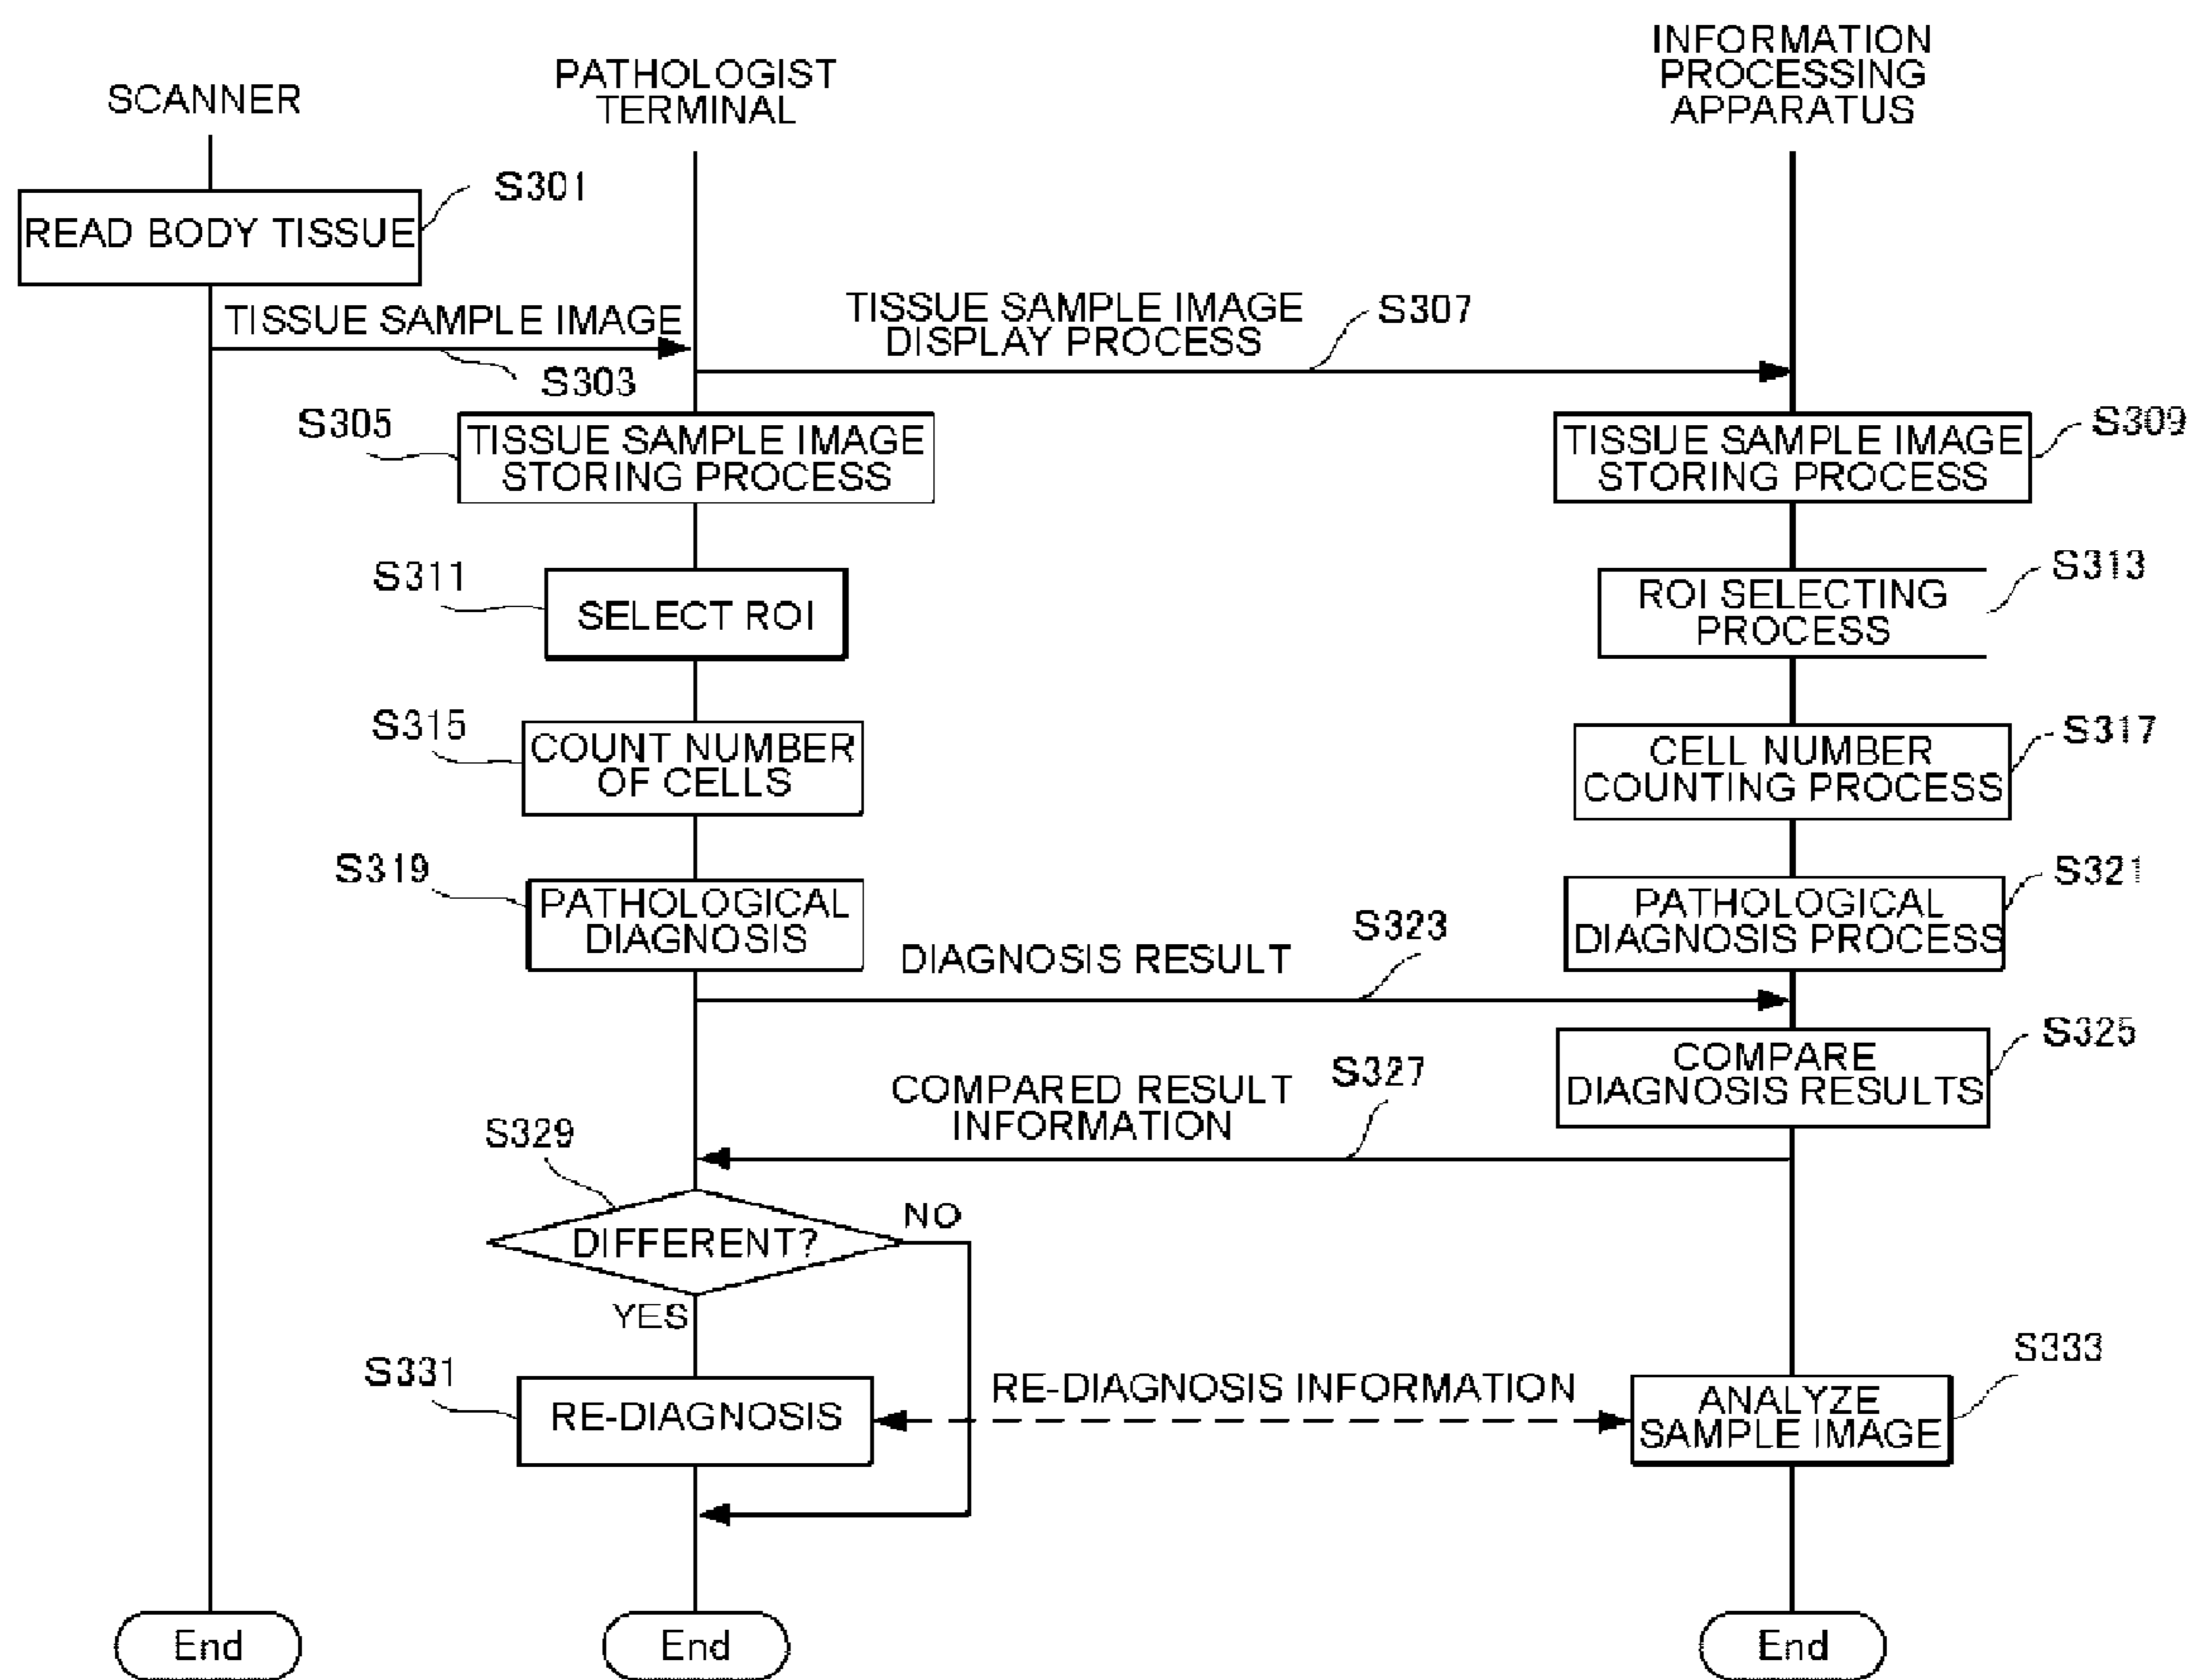 SCANNER
PATHOLOGIST
TERMINAL
INFORMATION
PROCESSING
APPARATUS
READ BODY TISSUE
S301
TISSUE SAMPLE IMAGE
S303
TISSUE SAMPLE IMAGE
DISPLAY PROCESS
S307
S305
TISSUE SAMPLE IMAGE
STORING PROCESS
TISSUE SAMPLE IMAGE
STORING PROCESS
S309
S311
SELECT ROI
ROI SELECTING
PROCESS
S313
S315
COUNT NUMBER
OF CELLS
CELL NUMBER
COUNTING PROCESS
S317
S319
PATHOLOGICAL
DIAGNOSIS
PATHOLOGICAL
DIAGNOSIS PROCESS
S321
DIAGNOSIS RESULT
S323
COMPARE
DIAGNOSIS RESULTS
S325
COMPARED RESULT
INFORMATION
S327
S329
DIFFERENT?
NO
YES
S331
RE-DIAGNOSIS
RE-DIAGNOSIS INFORMATION
ANALYZE
SAMPLE IMAGE
S333
End
End
End